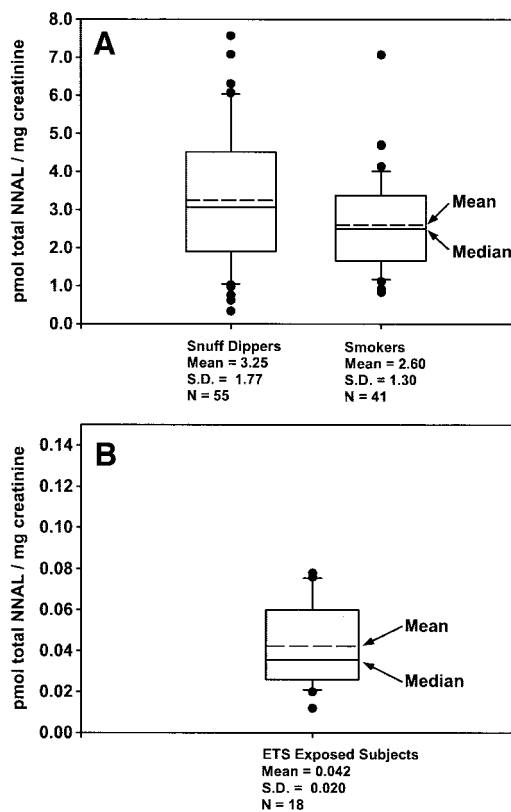 A
pmol total NNAL / mg creatinine
8.0
7.0
6.0
5.0
4.0
3.0
2.0
1.0
0.0
Mean
Median
Snuff Dippers
Mean = 3.25
S.D. = 1.77
N = 55
Smokers
Mean = 2.60
S.D. = 1.30
N = 41
B
pmol total NNAL / mg creatinine
0.14
0.12
0.10
0.08
0.06
0.04
0.02
0.00
Mean
Median
ETS Exposed Subjects
Mean = 0.042
S.D. = 0.020
N = 18